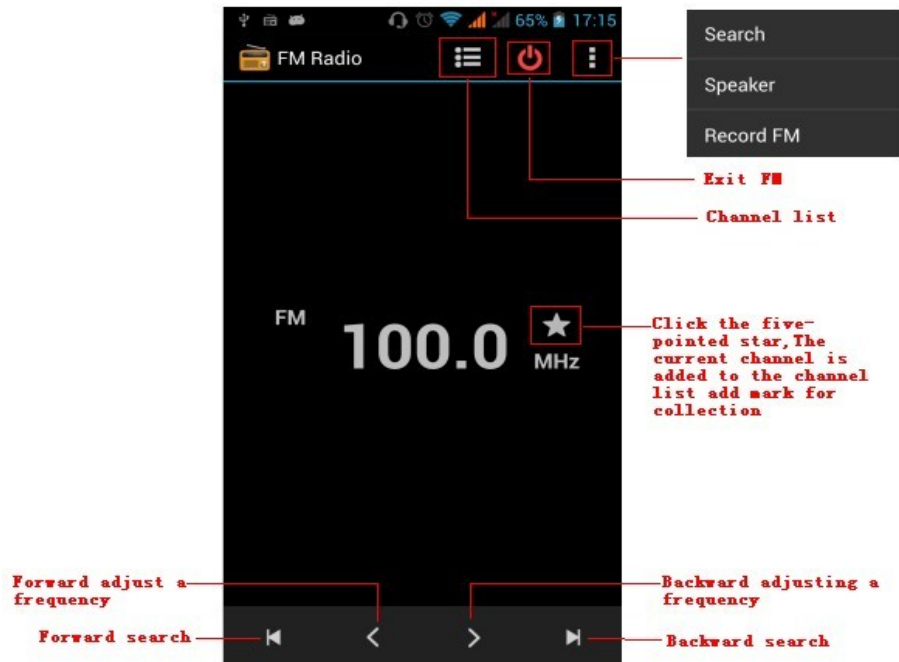 65% 17:15
FM Radio
Search
Speaker
Record FM
Exit FM
Channel list
FM
100.0
MHz
Click the five-
pointed star,The
current channel is
added to the channel
list add mark for
collection
Forward adjust a
frequency
Backward adjusting a
frequency
Forward search
Backward search